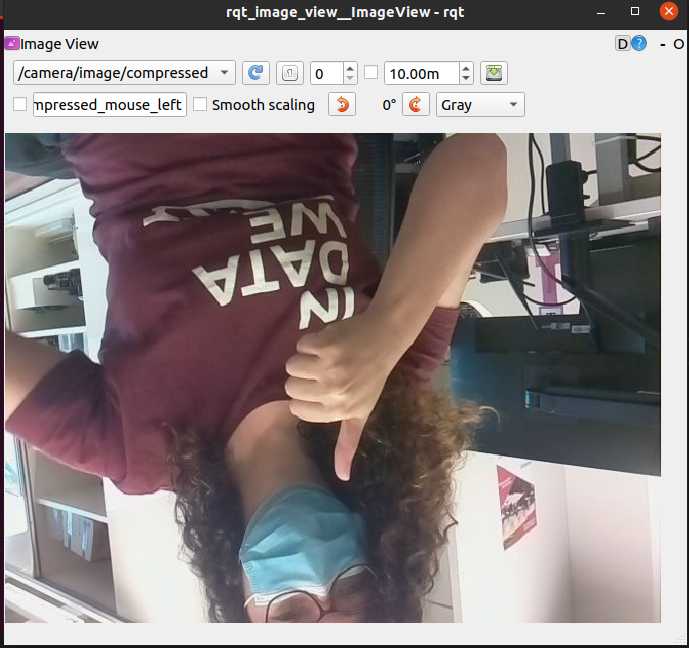 rqt_image_view__ImageView - rqt
Image View
D
- O
/camera/image/compressed
0
10.00m
mpressed_mouse_left
Smooth scaling
0°
Gray
IN
DATA
WE